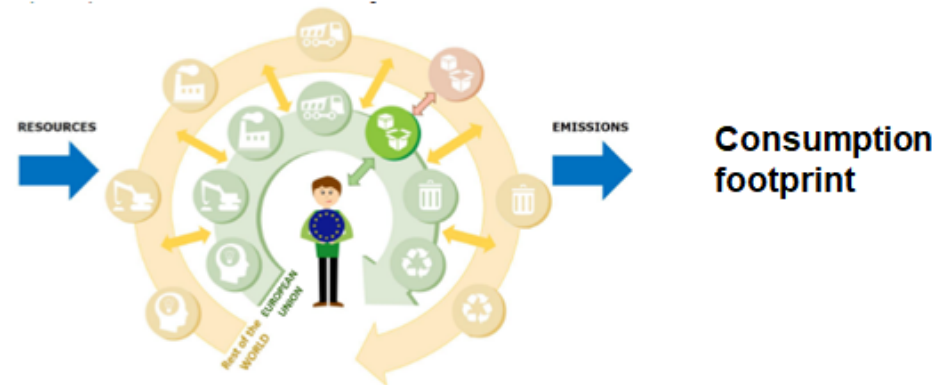 RESOURCES
EMISSIONS
Consumption
footprint
EUROPEAN
UNION
Rest of the
WORLD